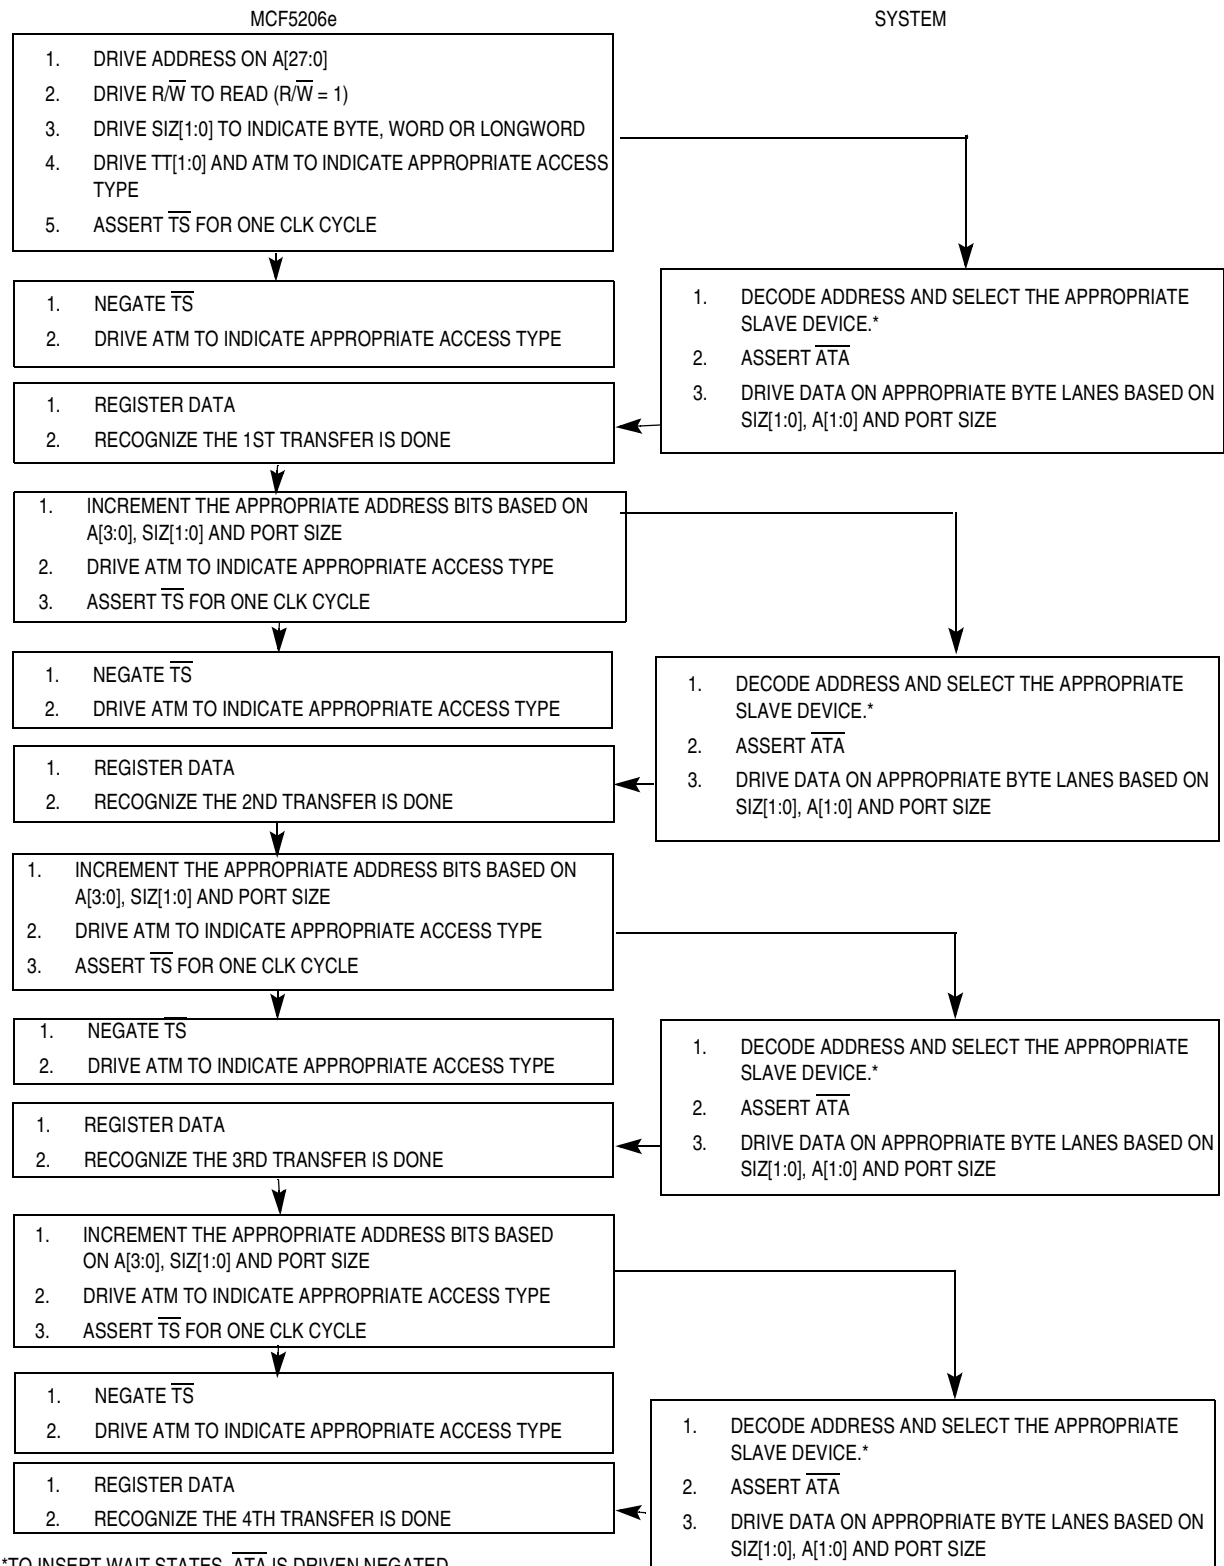 MCF5206e
SYSTEM
1. DRIVE ADDRESS ON A[27:0]
2. DRIVE R/W̅ TO READ (R/W̅ = 1)
3. DRIVE SIZ[1:0] TO INDICATE BYTE, WORD OR LONGWORD
4. DRIVE TT[1:0] AND ATM TO INDICATE APPROPRIATE ACCESS
TYPE
5. ASSERT T̅S̅ FOR ONE CLK CYCLE
1. NEGATE T̅S̅
2. DRIVE ATM TO INDICATE APPROPRIATE ACCESS TYPE
1. DECODE ADDRESS AND SELECT THE APPROPRIATE
SLAVE DEVICE.*
2. ASSERT A̅T̅A̅
3. DRIVE DATA ON APPROPRIATE BYTE LANES BASED ON
SIZ[1:0], A[1:0] AND PORT SIZE
1. REGISTER DATA
2. RECOGNIZE THE 1ST TRANSFER IS DONE
1. INCREMENT THE APPROPRIATE ADDRESS BITS BASED ON
A[3:0], SIZ[1:0] AND PORT SIZE
2. DRIVE ATM TO INDICATE APPROPRIATE ACCESS TYPE
3. ASSERT T̅S̅ FOR ONE CLK CYCLE
1. NEGATE T̅S̅
2. DRIVE ATM TO INDICATE APPROPRIATE ACCESS TYPE
1. DECODE ADDRESS AND SELECT THE APPROPRIATE
SLAVE DEVICE.*
2. ASSERT A̅T̅A̅
3. DRIVE DATA ON APPROPRIATE BYTE LANES BASED ON
SIZ[1:0], A[1:0] AND PORT SIZE
1. REGISTER DATA
2. RECOGNIZE THE 2ND TRANSFER IS DONE
1. INCREMENT THE APPROPRIATE ADDRESS BITS BASED ON
A[3:0], SIZ[1:0] AND PORT SIZE
2. DRIVE ATM TO INDICATE APPROPRIATE ACCESS TYPE
3. ASSERT T̅S̅ FOR ONE CLK CYCLE
1. NEGATE T̅S̅
2. DRIVE ATM TO INDICATE APPROPRIATE ACCESS TYPE
1. DECODE ADDRESS AND SELECT THE APPROPRIATE
SLAVE DEVICE.*
2. ASSERT A̅T̅A̅
3. DRIVE DATA ON APPROPRIATE BYTE LANES BASED ON
SIZ[1:0], A[1:0] AND PORT SIZE
1. REGISTER DATA
2. RECOGNIZE THE 3RD TRANSFER IS DONE
1. INCREMENT THE APPROPRIATE ADDRESS BITS BASED
ON A[3:0], SIZ[1:0] AND PORT SIZE
2. DRIVE ATM TO INDICATE APPROPRIATE ACCESS TYPE
3. ASSERT T̅S̅ FOR ONE CLK CYCLE
1. NEGATE T̅S̅
2. DRIVE ATM TO INDICATE APPROPRIATE ACCESS TYPE
1. DECODE ADDRESS AND SELECT THE APPROPRIATE
SLAVE DEVICE.*
2. ASSERT A̅T̅A̅
3. DRIVE DATA ON APPROPRIATE BYTE LANES BASED ON
SIZ[1:0], A[1:0] AND PORT SIZE
1. REGISTER DATA
2. RECOGNIZE THE 4TH TRANSFER IS DONE
*TO INSERT WAIT STATES, A̅T̅A̅ IS DRIVEN NEGATED